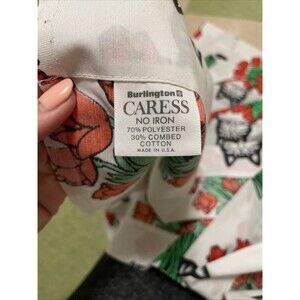 Burlington
CARESS
NO IRON
70% POLYESTER
30% COMBED
COTTON
MADE IN U.S.A.